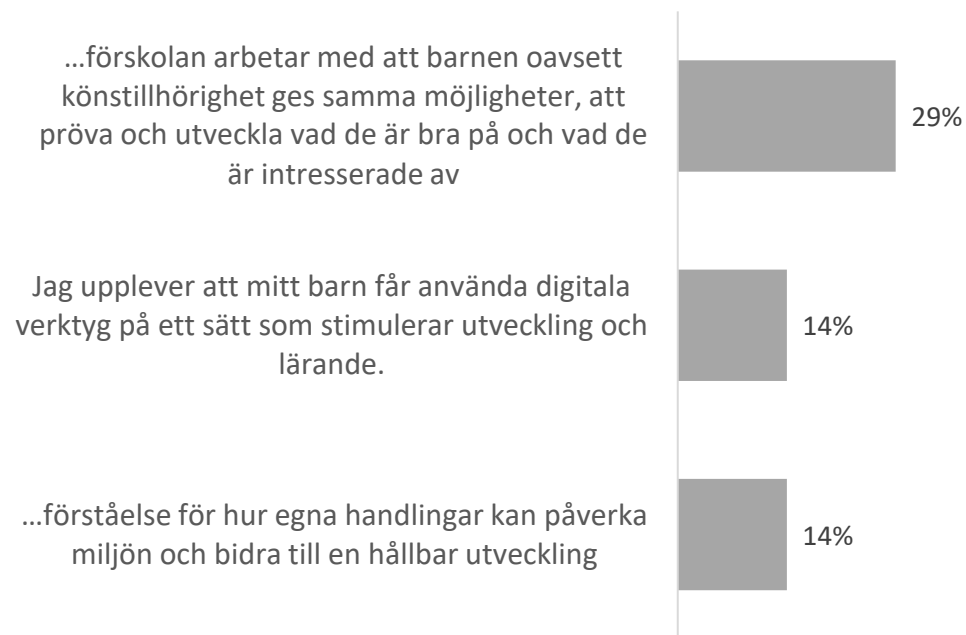 …förskolan arbetar med att barnen oavsett
könstillhörighet ges samma möjligheter, att
pröva och utveckla vad de är bra på och vad de
är intresserade av
29%
Jag upplever att mitt barn får använda digitala
verktyg på ett sätt som stimulerar utveckling och
lärande.
14%
…förståelse för hur egna handlingar kan påverka
miljön och bidra till en hållbar utveckling
14%